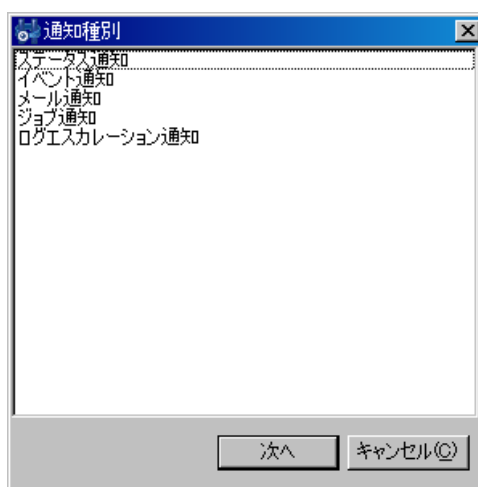 通知種別
ステータス通知
イベント通知
メール通知
ジョブ通知
ログエスカレーション通知
次へ
キャンセル(C)